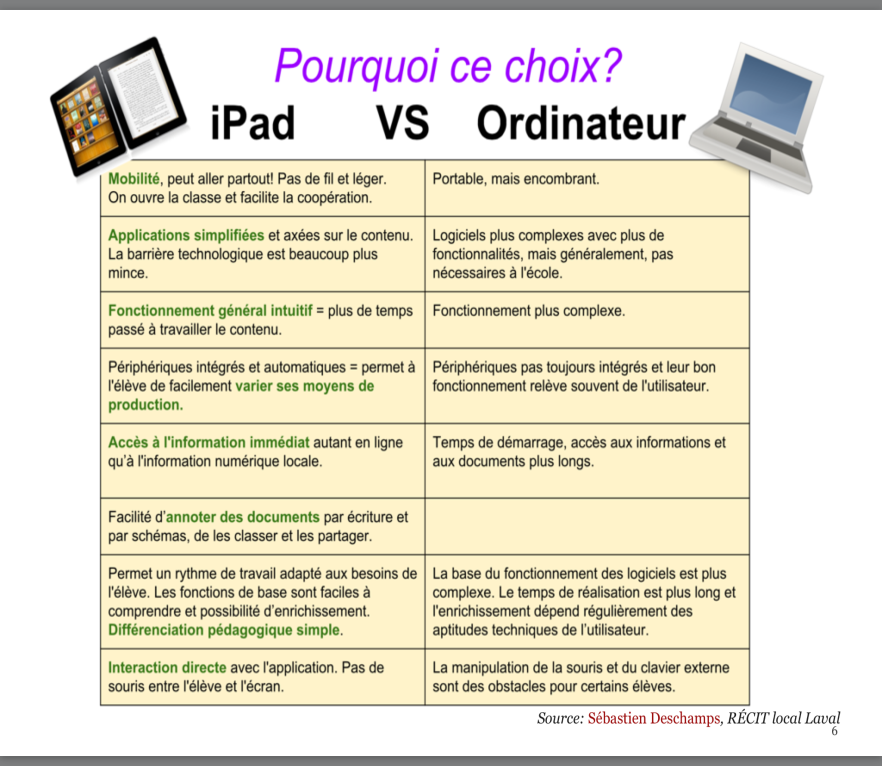 Pourquoi ce choix?
iPad VS Ordinateur
Mobilité, peut aller partout! Pas de fil et léger.
On ouvre la classe et facilite la coopération.
Portable, mais encombrant.
Applications simplifiées et axées sur le contenu.
La barrière technologique est beaucoup plus
mince.
Logiciels plus complexes avec plus de
fonctionnalités, mais généralement, pas
nécessaires à l'école.
Fonctionnement général intuitif = plus de temps
passé à travailler le contenu.
Fonctionnement plus complexe.
Périphériques intégrés et automatiques = permet à
l'élève de facilement varier ses moyens de
production.
Périphériques pas toujours intégrés et leur bon
fonctionnement relève souvent de l'utilisateur.
Accès à l'information immédiat autant en ligne
qu'à l'information numérique locale.
Temps de démarrage, accès aux informations et
aux documents plus longs.
Facilité d'annoter des documents par écriture et
par schémas, de les classer et les partager.
Permet un rythme de travail adapté aux besoins de
l'élève. Les fonctions de base sont faciles à
comprendre et possibilité d'enrichissement.
Différenciation pédagogique simple.
La base du fonctionnement des logiciels est plus
complexe. Le temps de réalisation est plus long et
l'enrichissement dépend régulièrement des
aptitudes techniques de l'utilisateur.
Interaction directe avec l'application. Pas de
souris entre l'élève et l'écran.
La manipulation de la souris et du clavier externe
sont des obstacles pour certains élèves.
Source: Sébastien Deschamps, RÉCIT local Laval
6